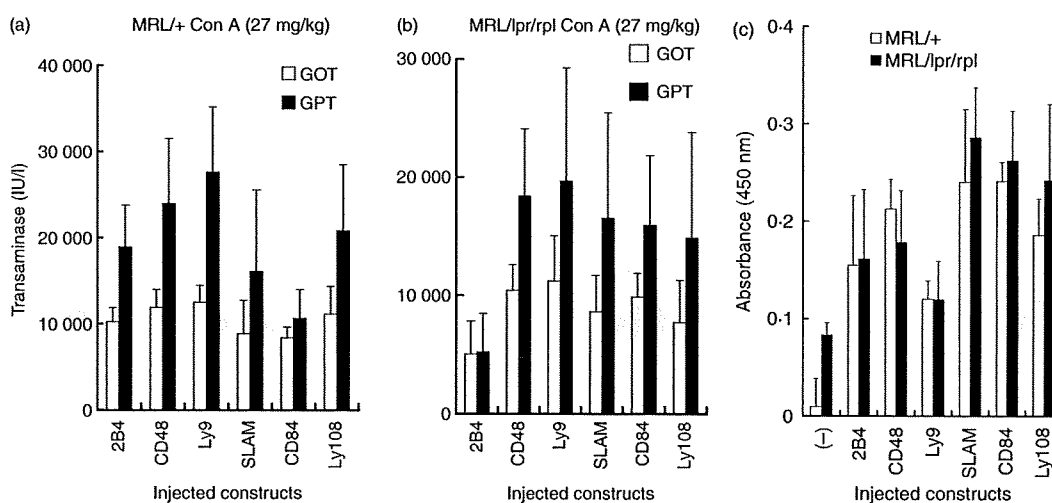 (a)
MRL/+ Con A (27 mg/kg)
40 000
30 000
20 000
10 000
0
Transaminase (IU/l)
GOT
GPT
2B4
CD48
Ly9
SLAM
CD84
Ly108
Injected constructs
(b)
MRL/lpr/rpl Con A (27 mg/kg)
30 000
20 000
10 000
0
GOT
GPT
2B4
CD48
Ly9
SLAM
CD84
Ly108
Injected constructs
(c)
MRL/+
MRL/lpr/rpl
0·4
0·3
0·2
0·1
0
Absorbance (450 nm)
(–)
2B4
CD48
Ly9
SLAM
CD84
Ly108
Injected constructs